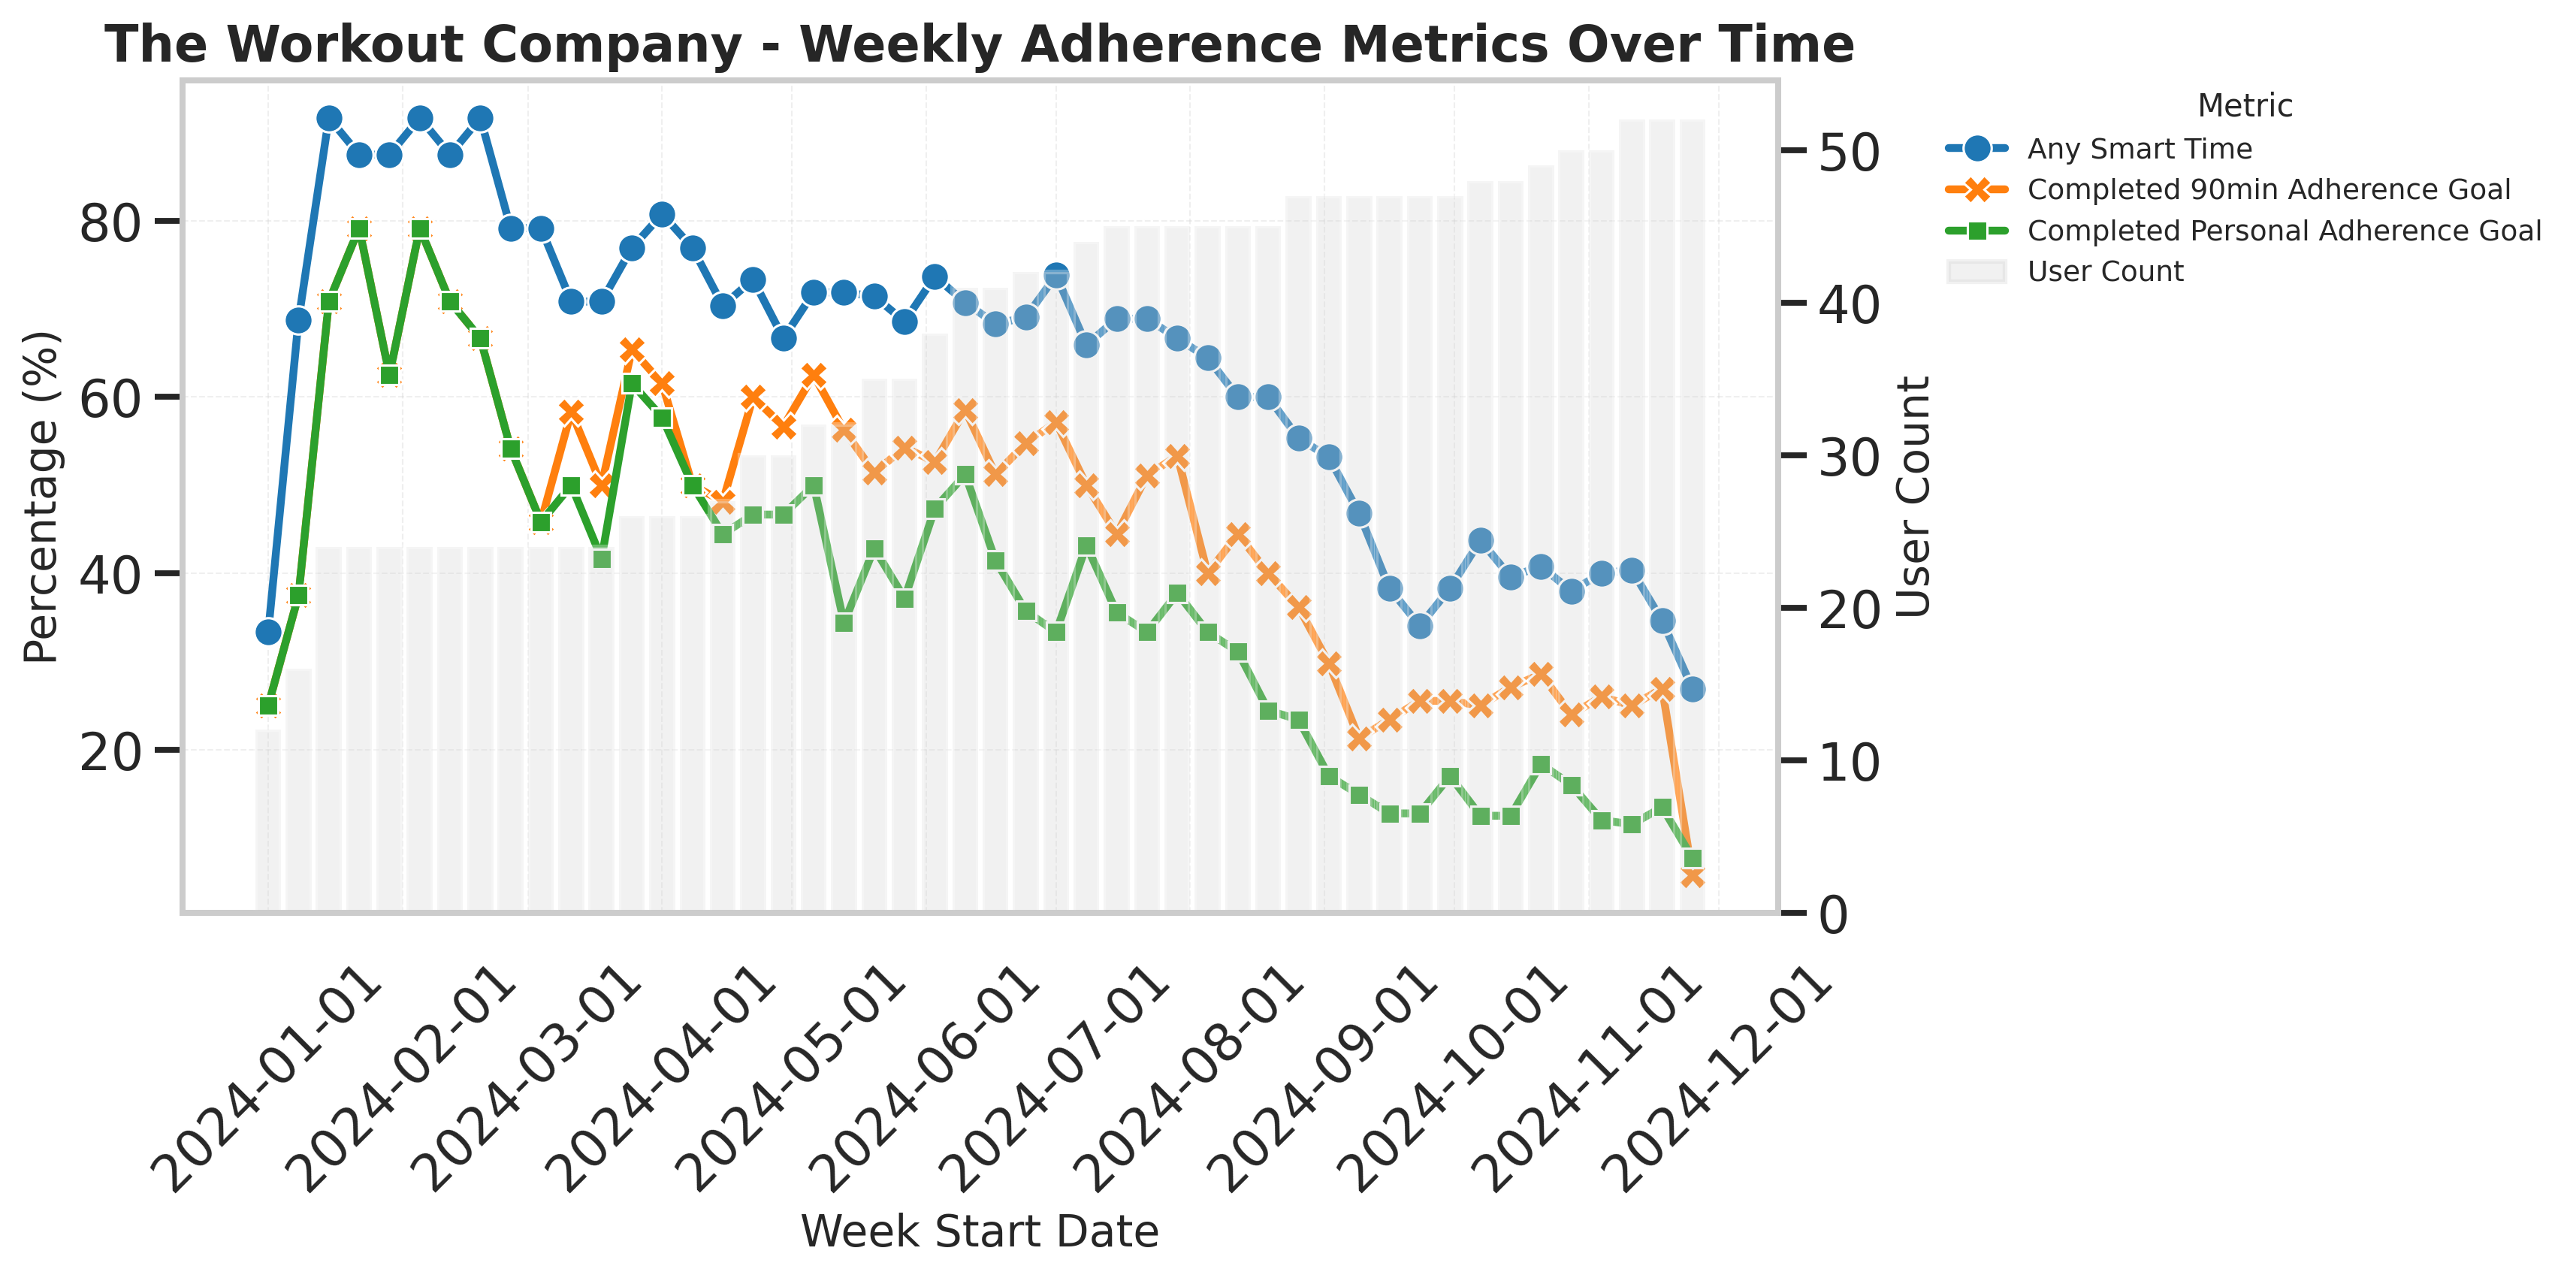 The Workout Company - Weekly Adherence Metrics Over Time
Percentage (%)
80
60
40
20
50
40
30
20
10
0
User Count
Metric
Any Smart Time
Completed 90min Adherence Goal
Completed Personal Adherence Goal
User Count
2024-01-01
2024-02-01
2024-03-01
2024-04-01
2024-05-01
2024-06-01
2024-07-01
2024-08-01
2024-09-01
2024-10-01
2024-11-01
2024-12-01
Week Start Date